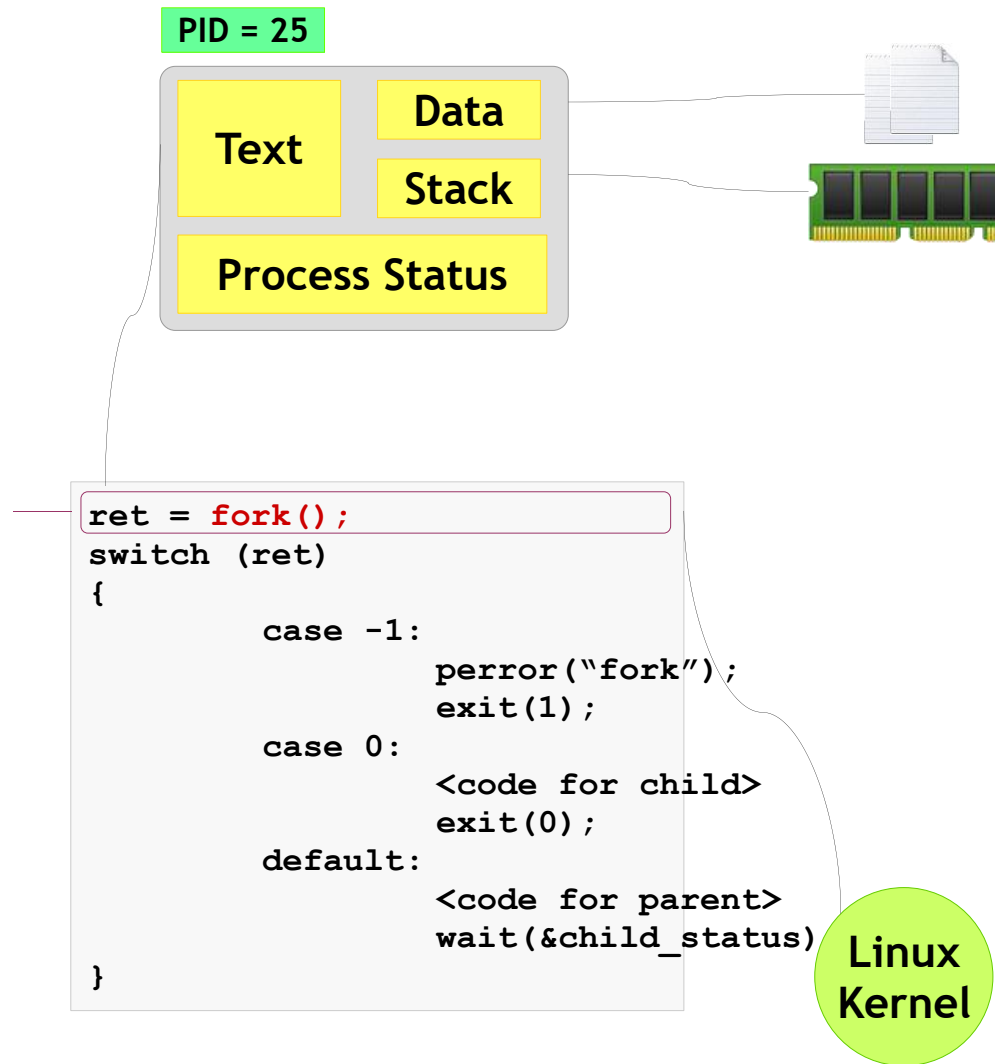 PID = 25
Text
Data
Stack
Process Status
ret = fork();
switch (ret)
{
case -1:
perror(“fork”);
exit(1);
case 0:
<code for child>
exit(0);
default:
<code for parent>
wait(&child_status)
}
Linux
Kernel